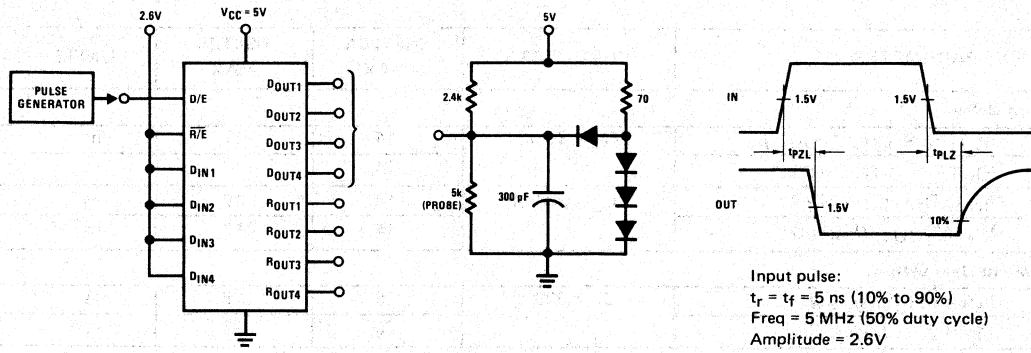 2.6V
VCC = 5V
PULSE
GENERATOR
D/E
R/E
DIN1
DIN2
DIN3
DIN4
DOUT1
DOUT2
DOUT3
DOUT4
ROUT1
ROUT2
ROUT3
ROUT4
5V
2.4k
70
5k
(PROBE)
300 pF
IN
1.5V
1.5V
tPZL
tPLZ
OUT
1.5V
10%
Input pulse:
tr = tf = 5 ns (10% to 90%)
Freq = 5 MHz (50% duty cycle)
Amplitude = 2.6V